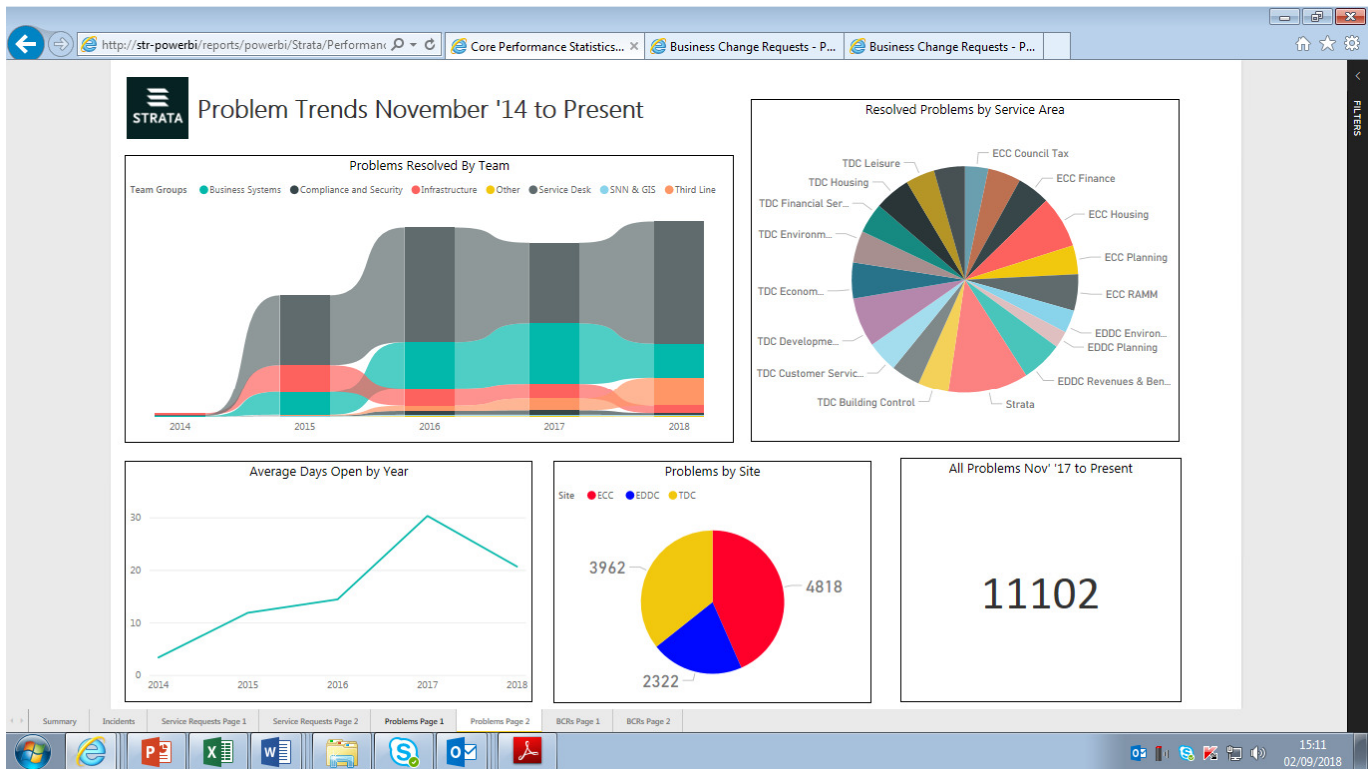 http://str-powerbi/reports/powerbi/Strata/Performanc
Core Performance Statistics...
Business Change Requests - P...
Business Change Requests - P...
FILTERS
STRATA
Problem Trends November '14 to Present
Problems Resolved By Team
Team Groups Business Systems Compliance and Security Infrastructure Other Service Desk SNN & GIS Third Line
2014 2015 2016 2017 2018
Resolved Problems by Service Area
ECC Council Tax
ECC Finance
ECC Housing
ECC Planning
ECC RAMM
EDDC Environ...
EDDC Planning
EDDC Revenues & Ben...
Strata
TDC Building Control
TDC Customer Servic...
TDC Developme...
TDC Econom...
TDC Environm...
TDC Financial Ser...
TDC Housing
TDC Leisure
Average Days Open by Year
30
20
10
0
2014 2015 2016 2017 2018
Problems by Site
Site ECC EDDC TDC
3962
4818
2322
All Problems Nov' '17 to Present
11102
Summary Incidents Service Requests Page 1 Service Requests Page 2 Problems Page 1 Problems Page 2 BCRs Page 1 BCRs Page 2
15:11
02/09/2018